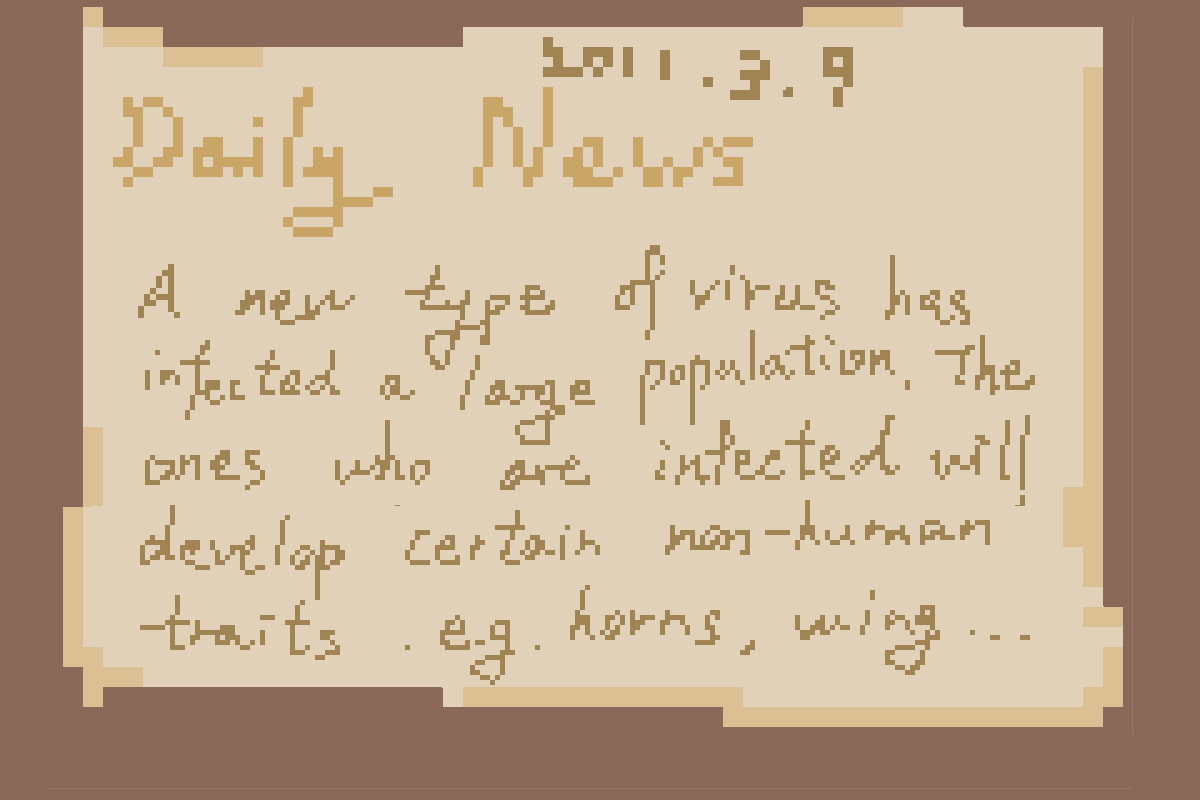 2011.3.9
Daily News
A new type of virus has
infected a large population. The
ones who are infected will
develop certain non-human
traits .e.g. horns, wing...